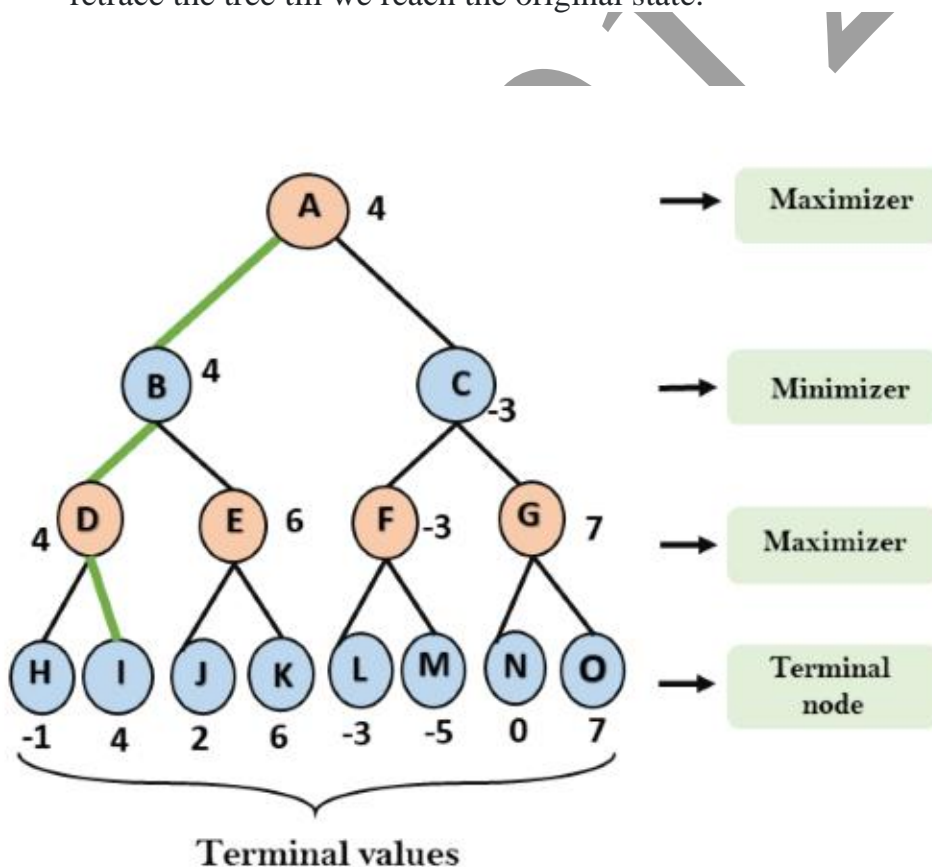 retrace the tree till we reach the original state.
A 4
Maximizer
B 4
C -3
Minimizer
4 D
E 6
F -3
G 7
Maximizer
H I J K L M N O
Terminal
node
-1 4 2 6 -3 -5 0 7
Terminal values